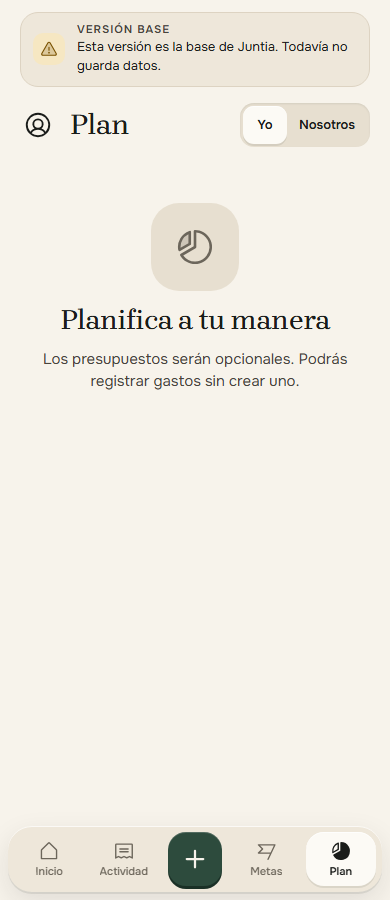 VERSIÓN BASE
Esta versión es la base de Juntia. Todavía no
guarda datos.
Plan
Yo
Nosotros
Planifica a tu manera
Los presupuestos serán opcionales. Podrás
registrar gastos sin crear uno.
Inicio
Actividad
Metas
Plan